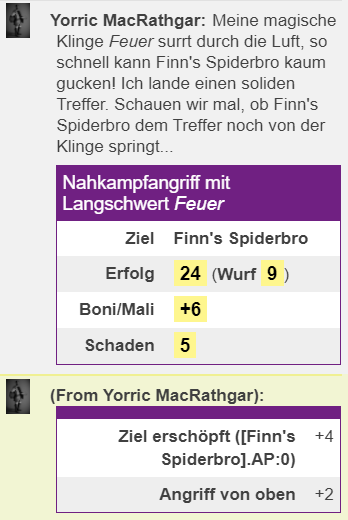 Yorric MacRathgar: Meine magische
Klinge Feuer surrt durch die Luft, so
schnell kann Finn's Spiderbro kaum
gucken! Ich lande einen soliden
Treffer. Schauen wir mal, ob Finn's
Spiderbro dem Treffer noch von der
Klinge springt...
Nahkampfangriff mit
Langschwert Feuer
Ziel Finn's Spiderbro
Erfolg 24 (Wurf 9)
Boni/Mali +6
Schaden 5
(From Yorric MacRathgar):
Ziel erschöpft ([Finn's +4
Spiderbro].AP:0)
Angriff von oben +2